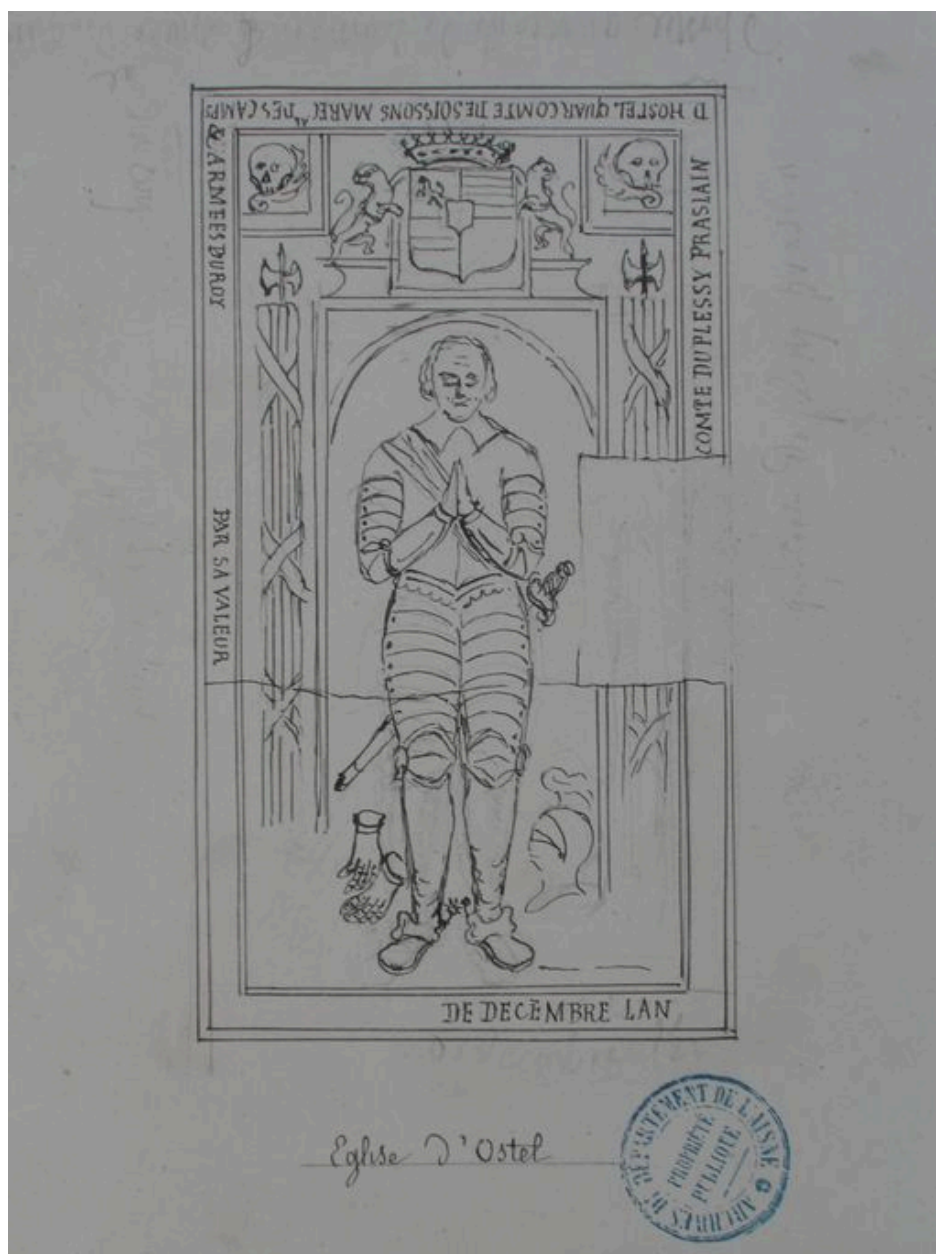 COMTE DU PLESSY PRASLAIN
D HOSTEL QUAR COMTE DE SOISSONS MAREC AL DES CAMPS
& ARMEES DU ROY
PAR SA VALEUR
DE DECEMBRE LAN
Eglise D'Ostel
ARCHIVES DU DÉPARTEMENT DE L'AISNE
PROPRIÉTÉ
PUBLIQUE